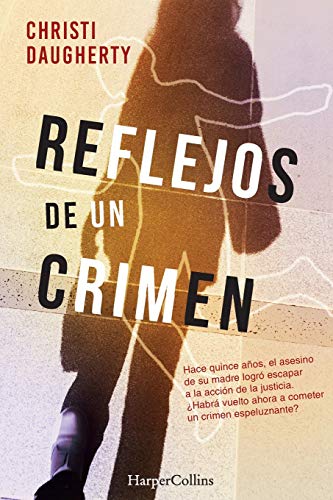 CHRISTI
DAUGHERTY
REFLEJOS
DE UN
CRIMEN
Hace quince años, el asesino
de su madre logró escapar
a la acción de la justicia.
¿Habrá vuelto ahora a cometer
un crimen espeluznante?
HarperCollins